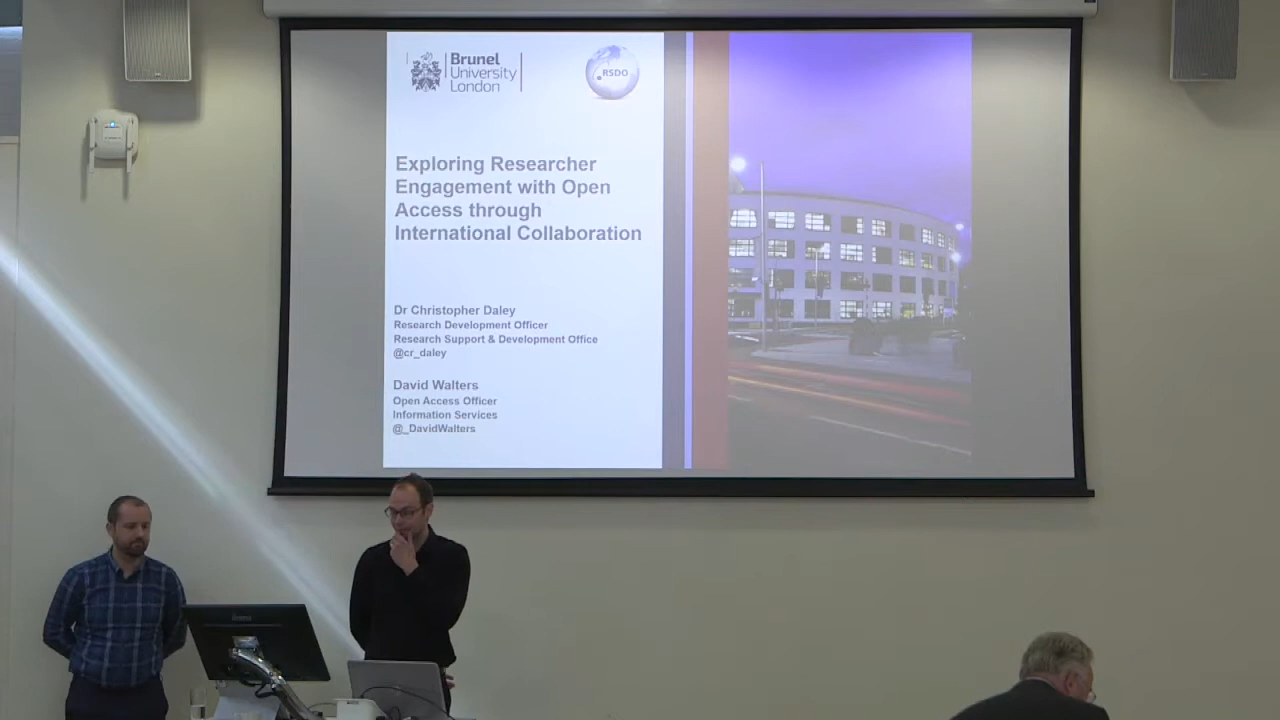 Brunel
University
London
RSDO
Exploring Researcher
Engagement with Open
Access through
International Collaboration
Dr Christopher Daley
Research Development Officer
Research Support & Development Office
@cr_daley
David Walters
Open Access Officer
Information Services
@_DavidWalters